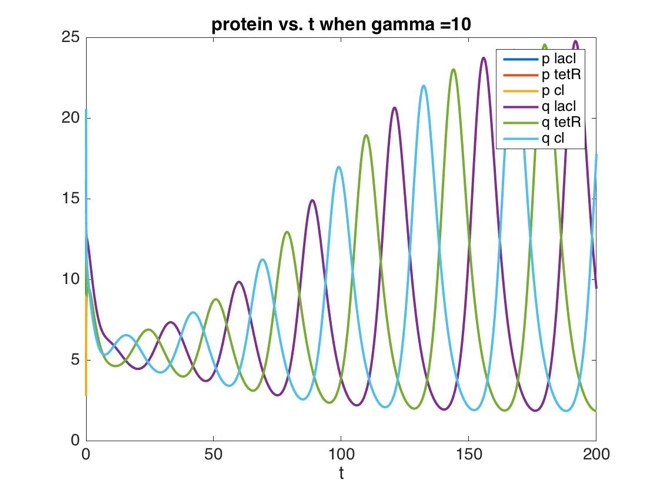 protein vs. t when gamma =10
25
20
15
10
5
0
p lacI
p tetR
p cI
q lacI
q tetR
q cI
0 50 100 150 200
t